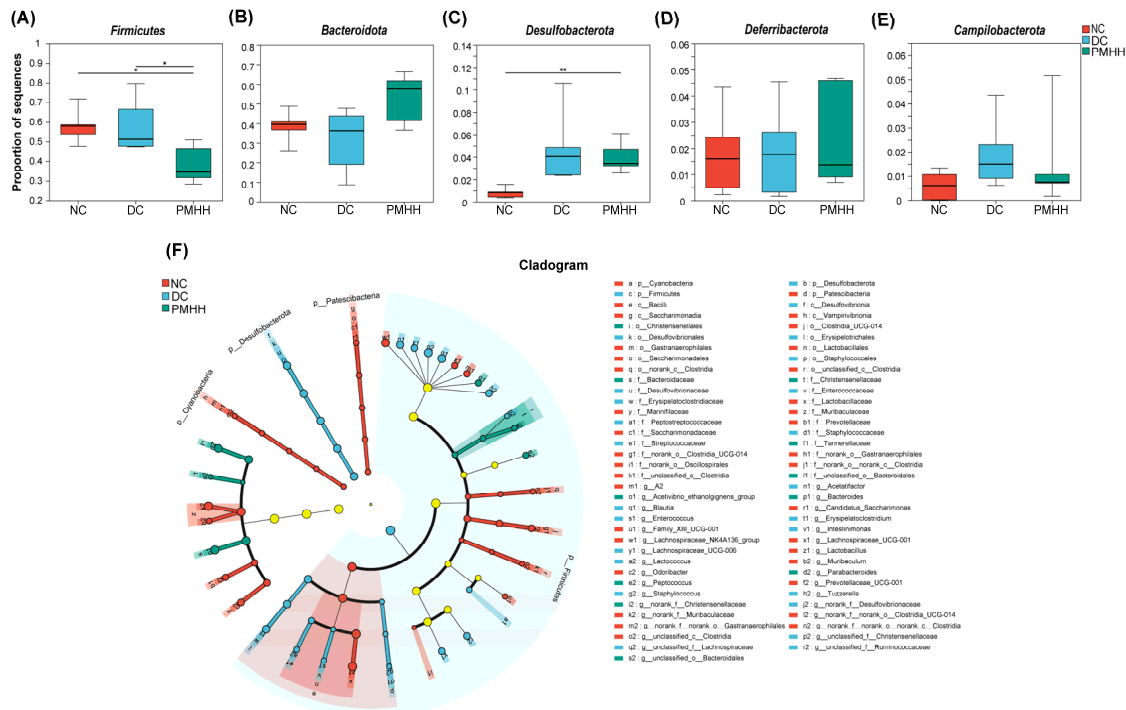 (A)
Firmicutes
(B)
Bacteroidota
(C)
Desulfobacterota
(D)
Deferribacterota
(E)
Campilobacterota
NC
DC
PMHH
Proportion of sequences
1
0.9
0.8
0.7
0.6
0.5
0.4
0.3
0.2
*
*
NC DC PMHH
0.8
0.7
0.6
0.5
0.4
0.3
0.2
0.1
0
NC DC PMHH
0.14
0.12
0.10
0.08
0.06
0.04
0.02
0
**
NC DC PMHH
0.06
0.05
0.04
0.03
0.02
0.01
0
NC DC PMHH
0.06
0.05
0.04
0.03
0.02
0.01
0
NC DC PMHH
(F)
Cladogram
NC
DC
PMHH
p__Patescibacteria
p__Desulfobacterota
p__Cyanobacteria
p__Firmicutes
a : p__Cyanobacteria
c : p__Firmicutes
e : c__Bacilli
g : c__Saccharimonadia
i : o__Christensenellales
k : o__Desulfovibrionales
m : o__Gastranaerophilales
o : o__Saccharimonadales
q : o__norank_c__Clostridia
s : f__Bacteroidaceae
u : f__Desulfovibrionaceae
w : f__Erysipelatoclostridiaceae
y : f__Marinifilaceae
a1 : f__Peptostreptococcaceae
c1 : f__Saccharimonadaceae
e1 : f__Streptococcaceae
g1 : f__norank_o__Clostridia_UCG-014
i1 : f__norank_o__Oscillospirales
k1 : f__unclassified_c__Clostridia
m1 : g__A2
o1 : g__Acetivibrio_ethanolgignens_group
q1 : g__Blautia
s1 : g__Enterococcus
u1 : g__Family_XIII_UCG-001
w1 : g__Lachnospiraceae_NK4A136_group
y1 : g__Lachnospiraceae_UCG-006
a2 : g__Lactococcus
c2 : g__Odoribacter
e2 : g__Peptococcus
g2 : g__Staphylococcus
i2 : g__norank_f__Christensenellaceae
k2 : g__norank_f__Muribaculaceae
m2 : g__norank_f__norank_o__Gastranaerophilales
o2 : g__unclassified_c__Clostridia
q2 : g__unclassified_f__Lachnospiraceae
s2 : g__unclassified_o__Bacteroidales
b : p__Desulfobacterota
d : p__Patescibacteria
f : c__Desulfovibrionia
h : c__Vampirivibrionia
j : o__Clostridia_UCG-014
l : o__Erysipelotrichales
n : o__Lactobacillales
p : o__Staphylococcales
r : o__unclassified_c__Clostridia
t : f__Christensenellaceae
v : f__Enterococcaceae
x : f__Lactobacillaceae
z : f__Muribaculaceae
b1 : f__Prevotellaceae
d1 : f__Staphylococcaceae
f1 : f__Tannerellaceae
h1 : f__norank_o__Gastranaerophilales
j1 : f__norank_o__norank_c__Clostridia
l1 : f__unclassified_o__Bacteroidales
n1 : g__Acetatifactor
p1 : g__Bacteroides
r1 : g__Candidatus_Saccharimonas
t1 : g__Erysipelatoclostridium
v1 : g__Intestinimonas
x1 : g__Lachnospiraceae_UCG-001
z1 : g__Lactobacillus
b2 : g__Muribaculum
d2 : g__Parabacteroides
f2 : g__Prevotellaceae_UCG-001
h2 : g__Tuzzerella
j2 : g__norank_f__Desulfovibrionaceae
l2 : g__norank_f__norank_o__Clostridia_UCG-014
n2 : g__norank_f__norank_o__norank_c__Clostridia
p2 : g__unclassified_f__Christensenellaceae
r2 : g__unclassified_f__Ruminococcaceae